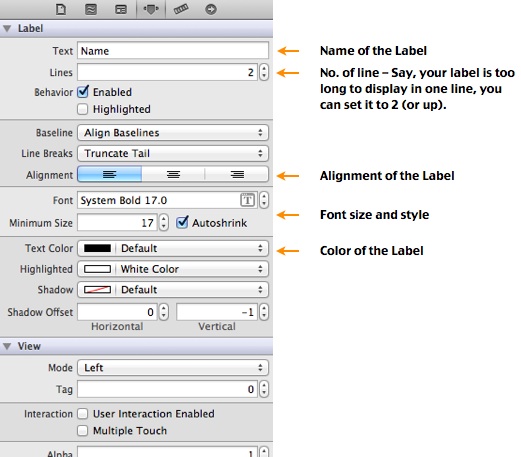 Label
Text Name
Name of the Label
Lines 2
No. of line – Say, your label is too
long to display in one line, you
can set it to 2 (or up).
Behavior Enabled
Highlighted
Baseline Align Baselines
Line Breaks Truncate Tail
Alignment
Alignment of the Label
Font System Bold 17.0 T
Minimum Size 17 Autoshrink
Font size and style
Text Color Default
Color of the Label
Highlighted White Color
Shadow Default
Shadow Offset 0 -1
Horizontal Vertical
View
Mode Left
Tag 0
Interaction User Interaction Enabled
Multiple Touch
Alpha 1